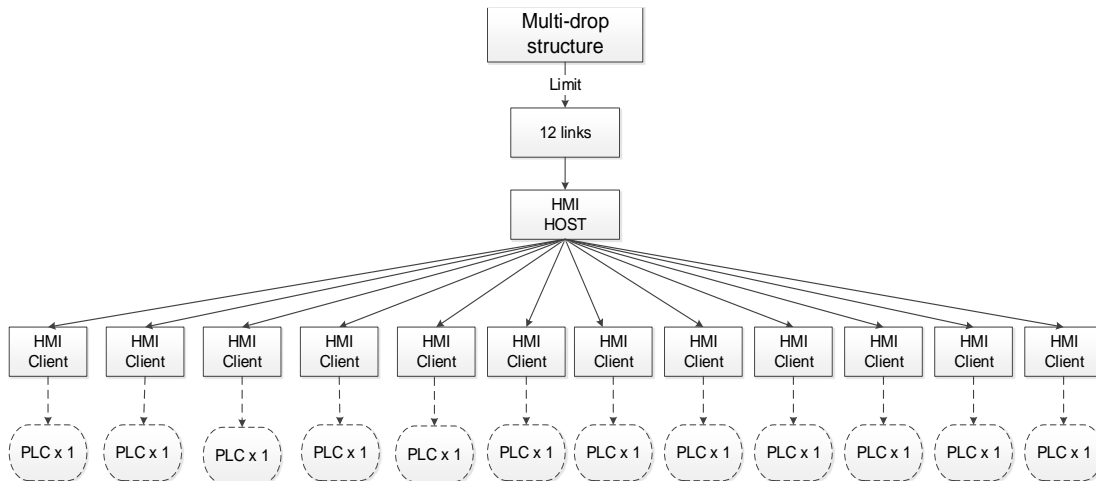 Multi-drop
structure
Limit
12 links
HMI
HOST
HMI
Client
HMI
Client
HMI
Client
HMI
Client
HMI
Client
HMI
Client
HMI
Client
HMI
Client
HMI
Client
HMI
Client
HMI
Client
HMI
Client
PLC x 1
PLC x 1
PLC x 1
PLC x 1
PLC x 1
PLC x 1
PLC x 1
PLC x 1
PLC x 1
PLC x 1
PLC x 1
PLC x 1